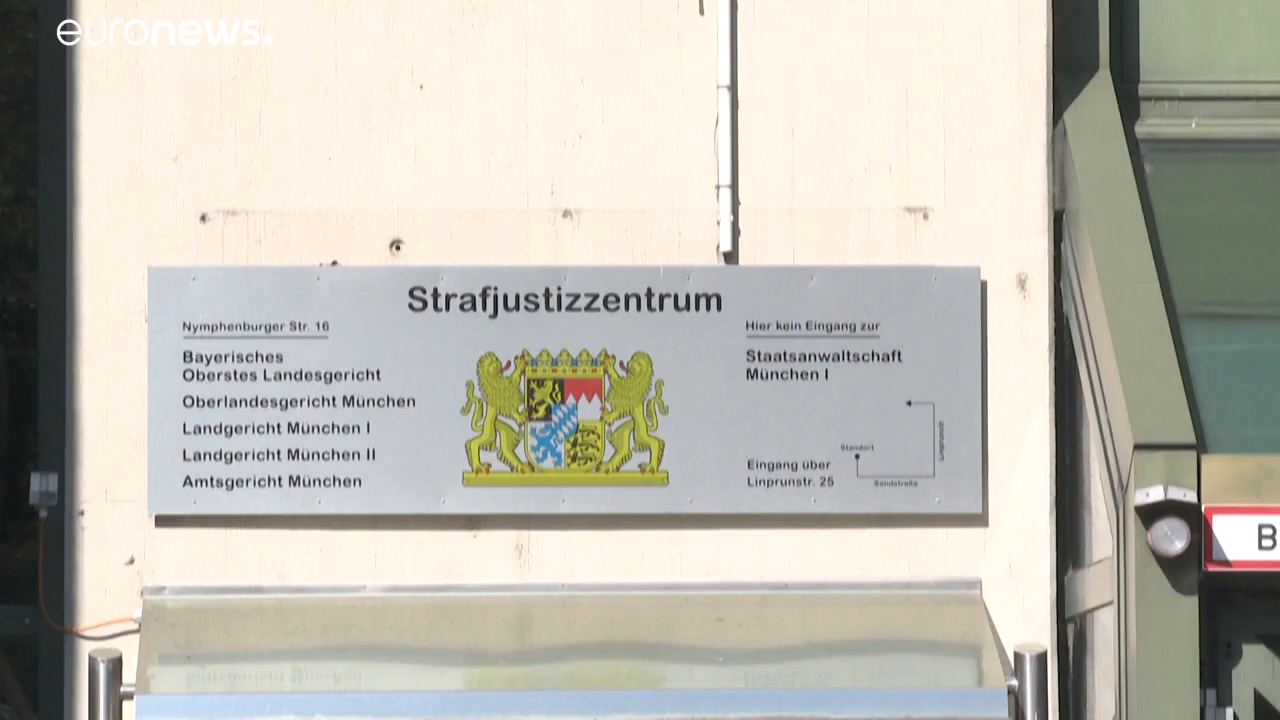 euronews.
Strafjustizzentrum
Nymphenburger Str. 16
Bayerisches
Oberstes Landesgericht
Oberlandesgericht München
Landgericht München I
Landgericht München II
Amtsgericht München
Hier kein Eingang zur
Staatsanwaltschaft
München I
Standort
Linprunstr.
Sandstraße
Eingang über
Linprunstr. 25
B